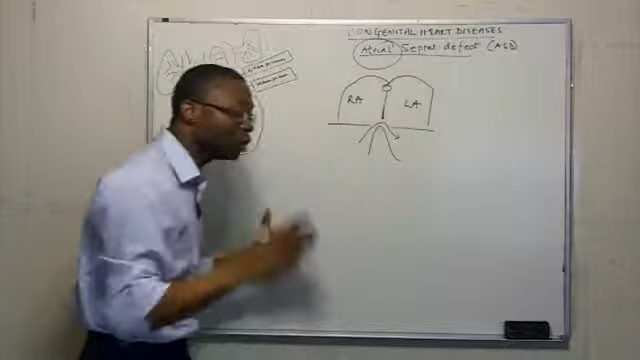 CONGENITAL HEART DISEASES
Atrial Septal defect (ASD)
RA
LA